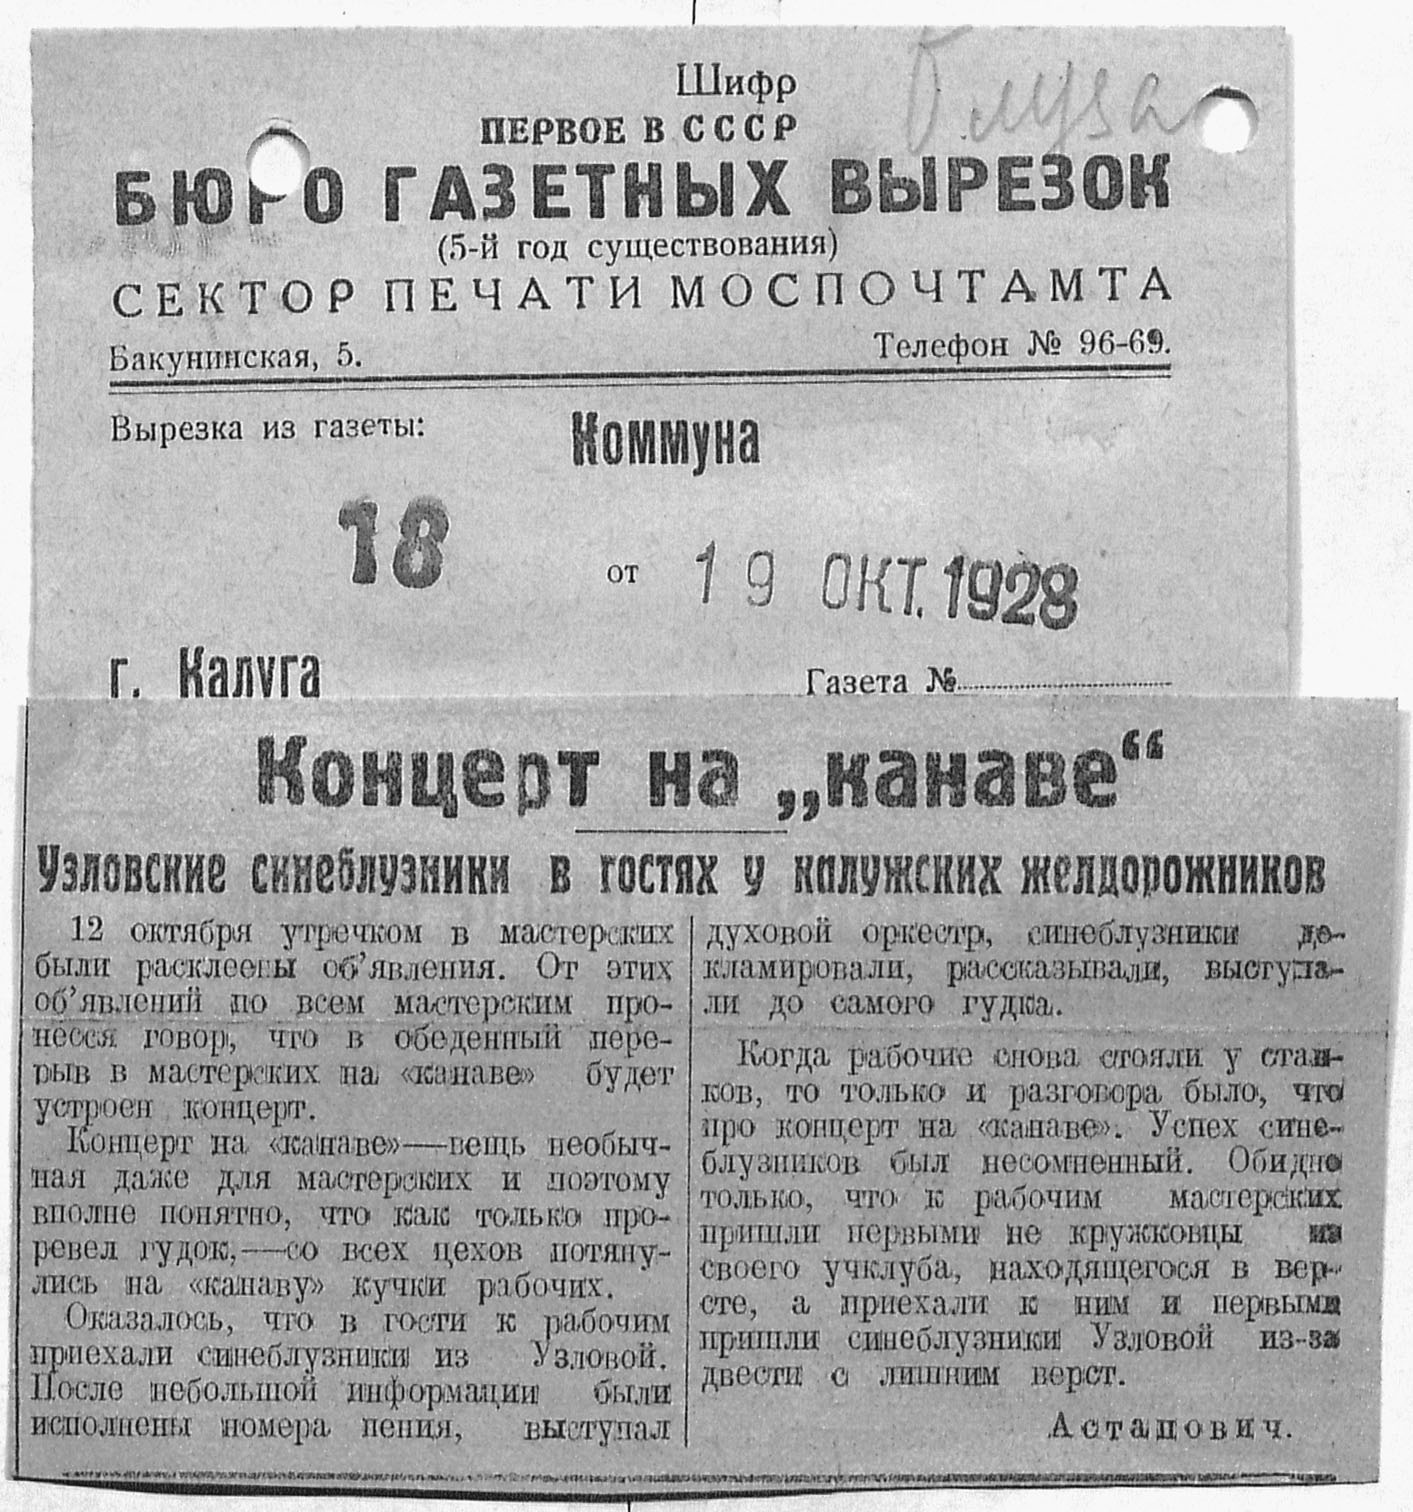 Шифр
Блуза
ПЕРВОЕ В СССР
БЮРО ГАЗЕТНЫХ ВЫРЕЗОК
(5-й год существования)
СЕКТОР ПЕЧАТИ МОСПОЧТАМТА
Бакунинская, 5.
Телефон № 96-69.
Вырезка из газеты:
Коммуна
18
от 19 ОКТ. 1928
г. Калуга
Газета №
Концерт на „канаве“
Узловские синеблузники в гостях у калужских желдорожников
12 октября утречком в мастерских
были расклеены об’явления. От этих
об’явлений по всем мастерским про-
несся говор, что в обеденный пере-
рыв в мастерских на «канаве» будет
устроен концерт.
Концерт на «канаве»—вещь необыч-
ная даже для мастерских и поэтому
вполне понятно, что как только про-
ревел гудок,—со всех цехов потяну-
лись на «канаву» кучки рабочих.
Оказалось, что в гости к рабочим
приехали синеблузники из Узловой.
После небольшой информации были
исполнены номера пения, выступал
духовой оркестр, синеблузники де-
кламировали, рассказывали, выступа-
ли до самого гудка.
Когда рабочие снова стояли у стан-
ков, то только и разговора было, что
про концерт на «канаве». Успех сине-
блузников был несомненный. Обидно
только, что к рабочим мастерских
пришли первыми не кружковцы из
своего учклуба, находящегося в вер-
сте, а приехали к ним и первыми
пришли синеблузники Узловой из-за
двести с лишним верст.
Астапович.